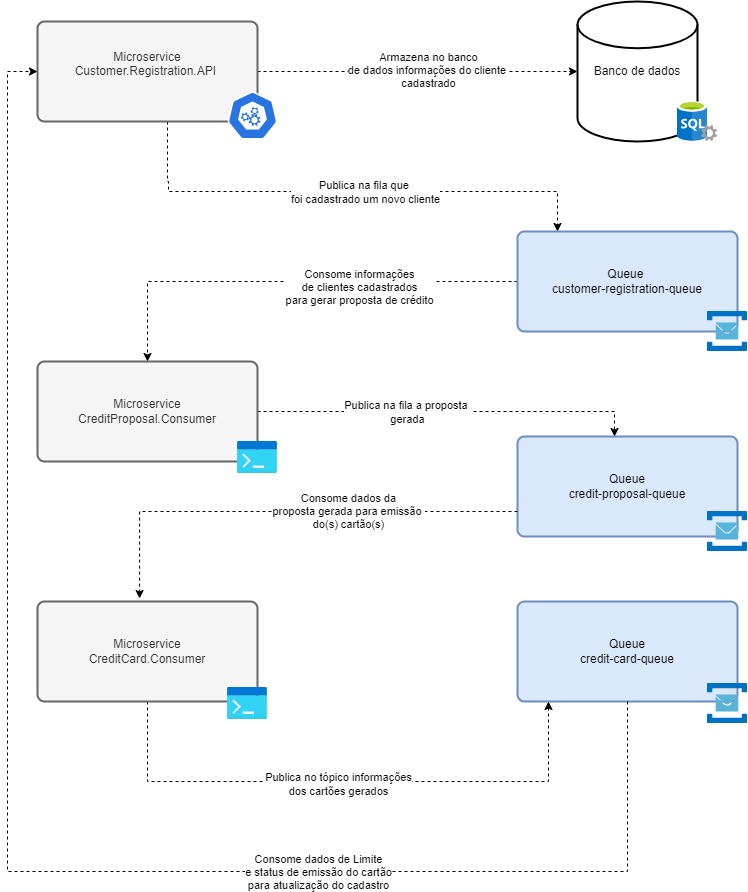 Microservice
Customer.Registration.API
Armazena no banco
de dados informações do cliente
cadastrado
Banco de dados
SQL
Publica na fila que
foi cadastrado um novo cliente
Queue
customer-registration-queue
Consome informações
de clientes cadastrados
para gerar proposta de crédito
Microservice
CreditProposal.Consumer
Publica na fila a proposta
gerada
Queue
credit-proposal-queue
Consome dados da
proposta gerada para emissão
do(s) cartão(s)
Microservice
CreditCard.Consumer
Queue
credit-card-queue
Publica no tópico informações
dos cartões gerados
Consome dados de Limite
e status de emissão do cartão
para atualização do cadastro